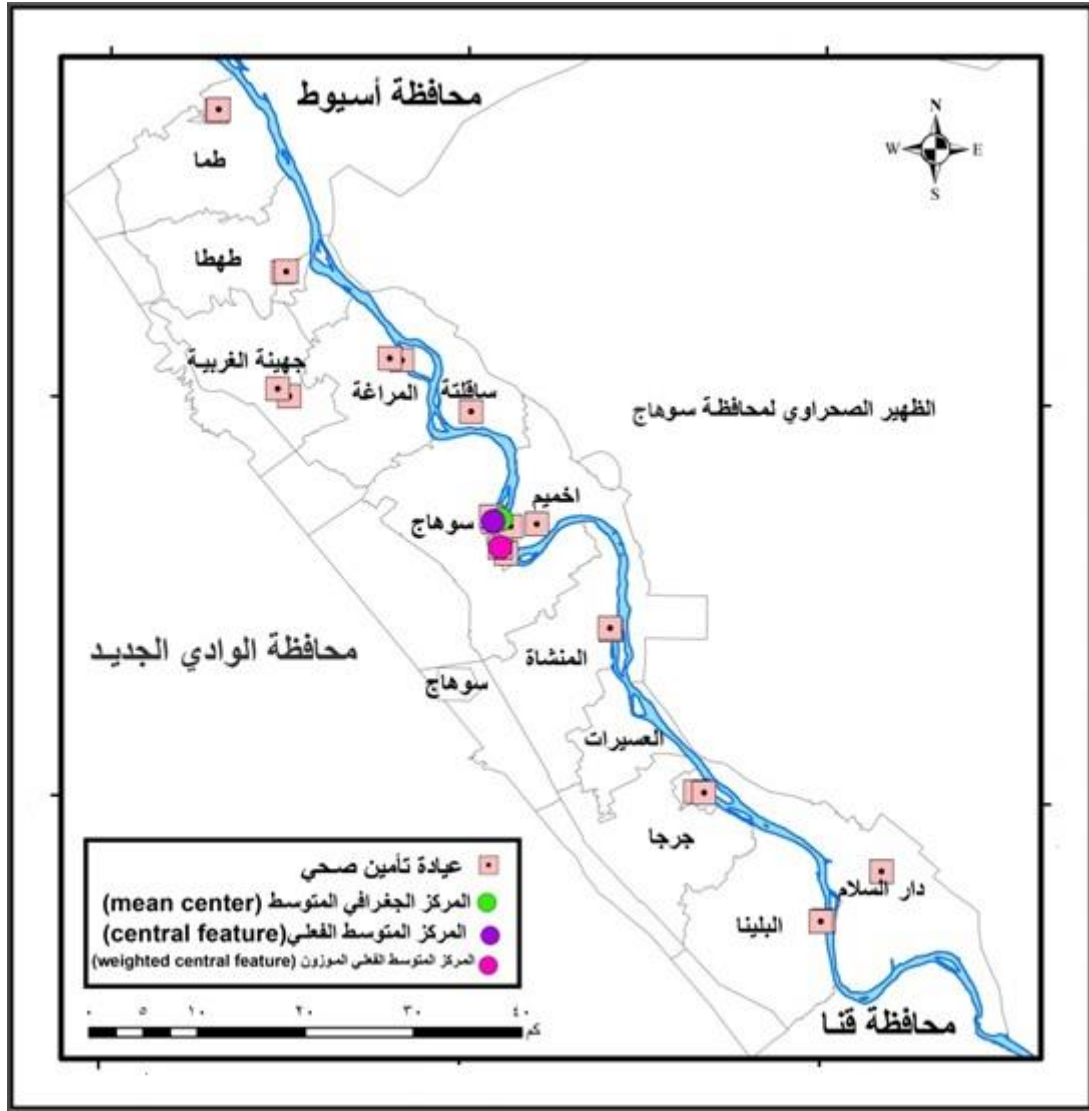 محافظة أسيوط
N
W E
S
طما
طهطا
جهينة الغربية
المراغة
ساقلتة
الظهير الصحراوي لمحافظة سوهاج
اخميم
سوهاج
محافظة الوادي الجديد
المنشاة
سوهاج
العسيرات
جرجا
دار السلام
البلينا
محافظة قنا
عيادة تأمين صحي
المركز الجغرافي المتوسط (mean center)
المركز المتوسط الفعلي(central feature)
المركز المتوسط الفعلي الموزون (weighted central feature)
٠ ٥ ١٠ ٢٠ ٣٠ ٤٠
كم